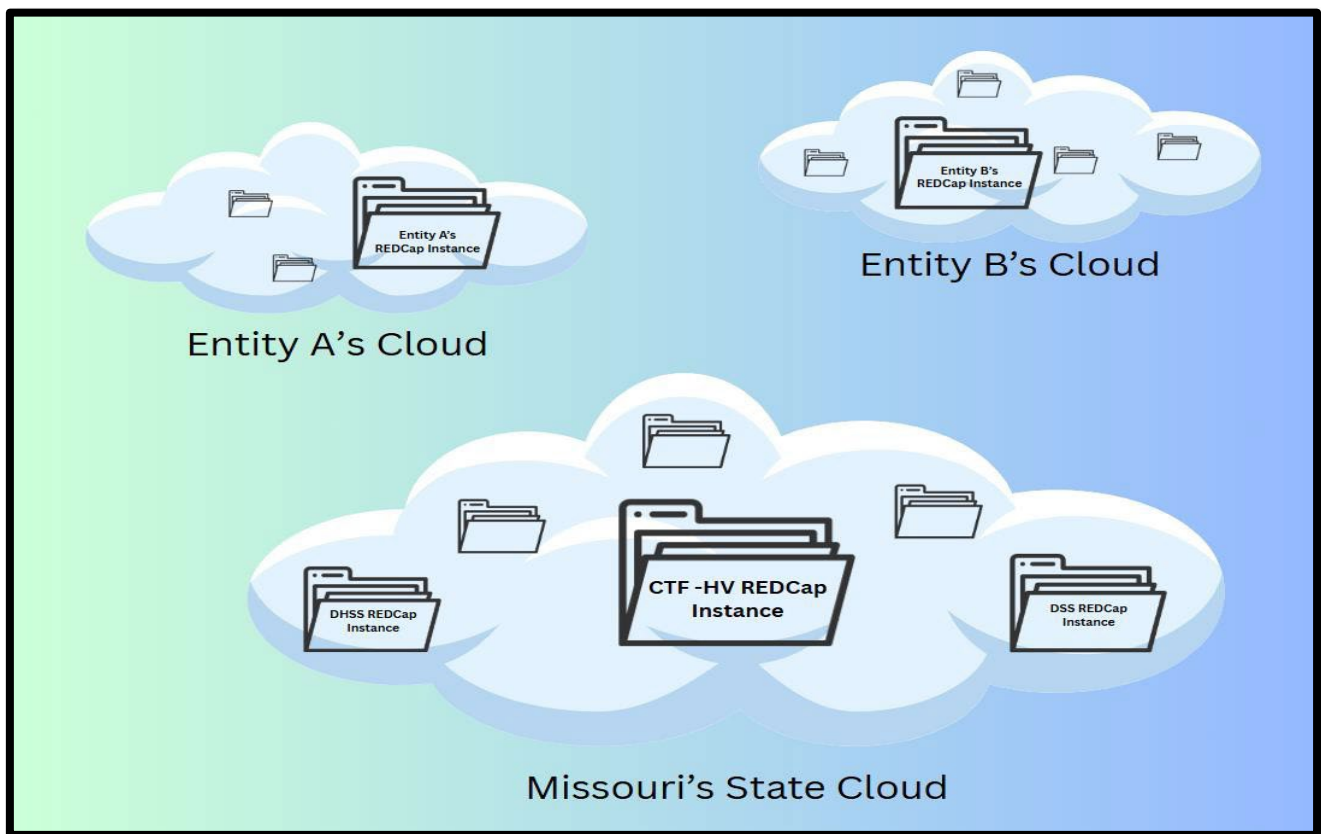 Entity B’s
REDCap Instance
Entity B’s Cloud
Entity A’s
REDCap Instance
Entity A’s Cloud
CTF -HV REDCap
Instance
DHSS REDCap
Instance
DSS REDCap
Instance
Missouri’s State Cloud